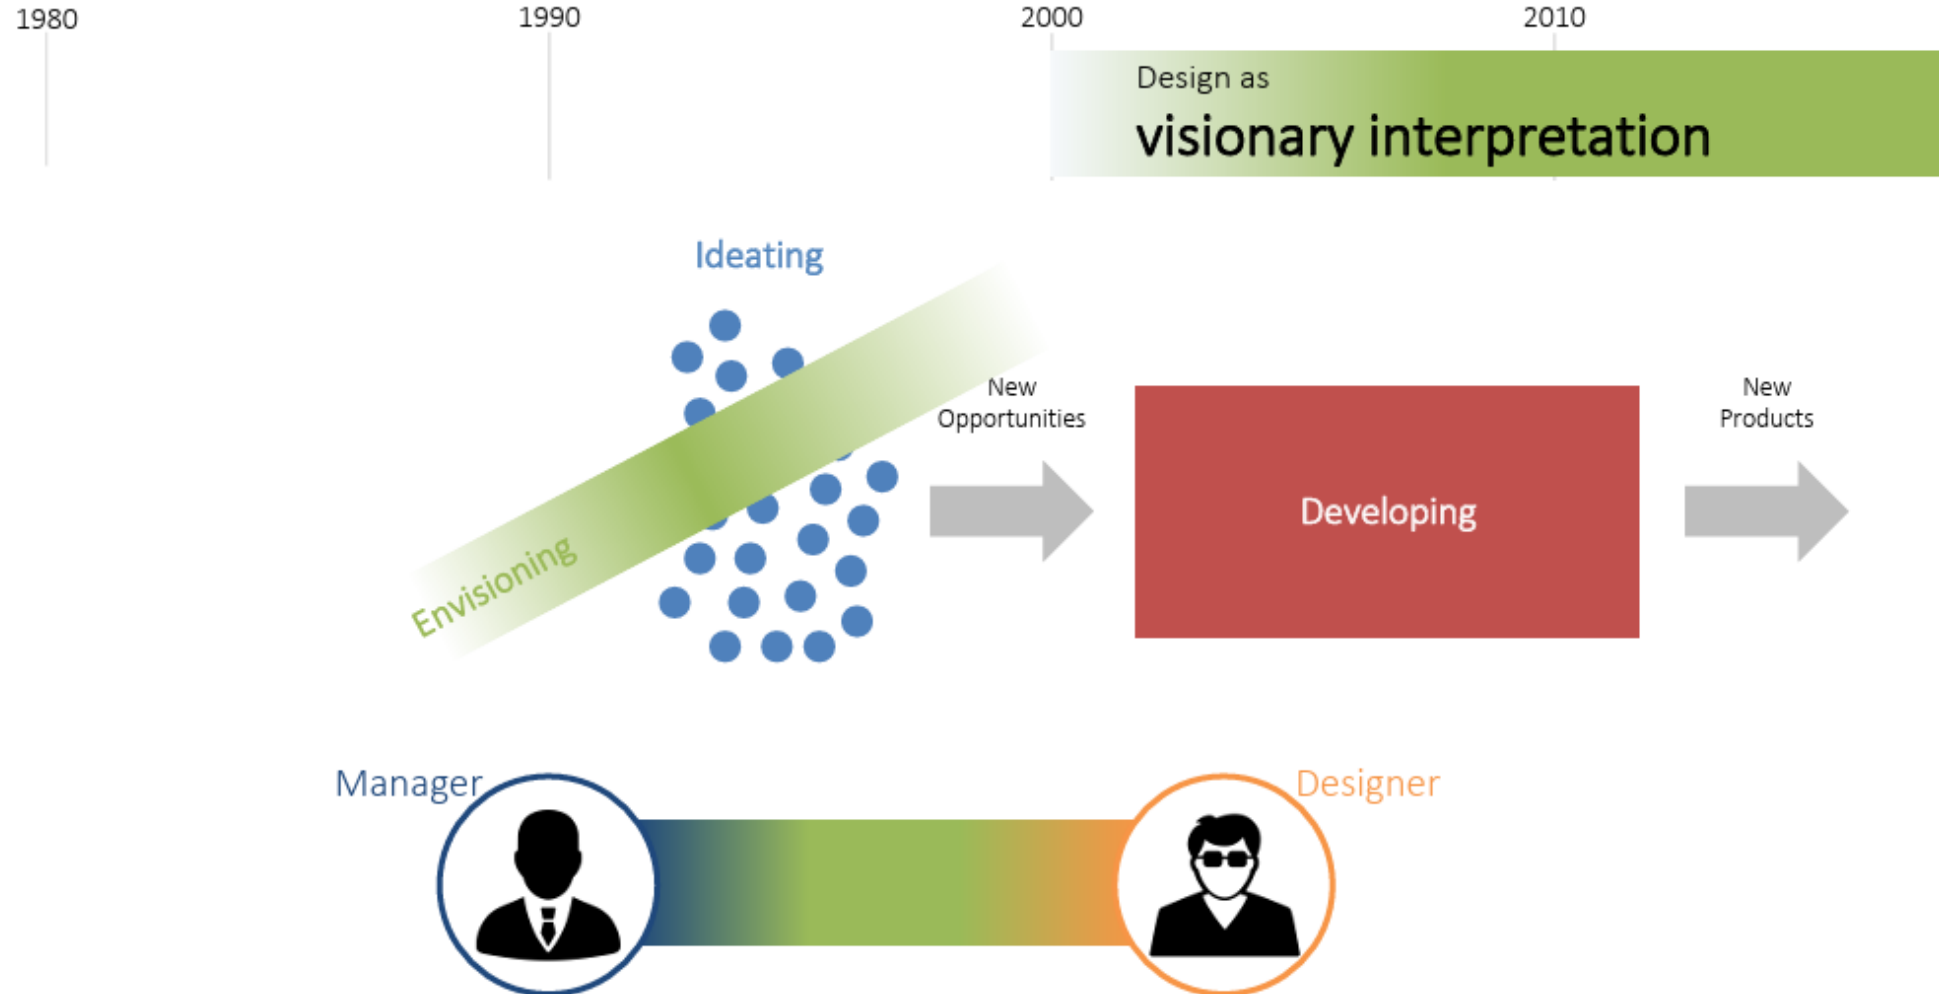 1980
1990
2000
2010
Design as
visionary interpretation
Ideating
Envisioning
New
Opportunities
Developing
New
Products
Manager
Designer